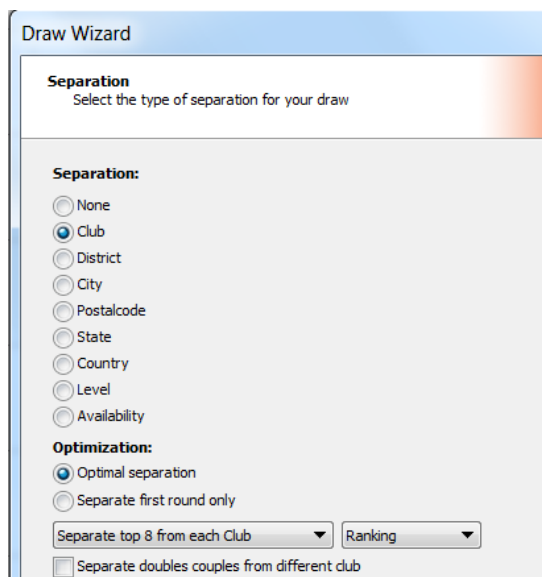 Draw Wizard
Separation
Select the type of separation for your draw
Separation:
None
Club
District
City
Postalcode
State
Country
Level
Availability
Optimization:
Optimal separation
Separate first round only
Separate top 8 from each Club Ranking
Separate doubles couples from different club